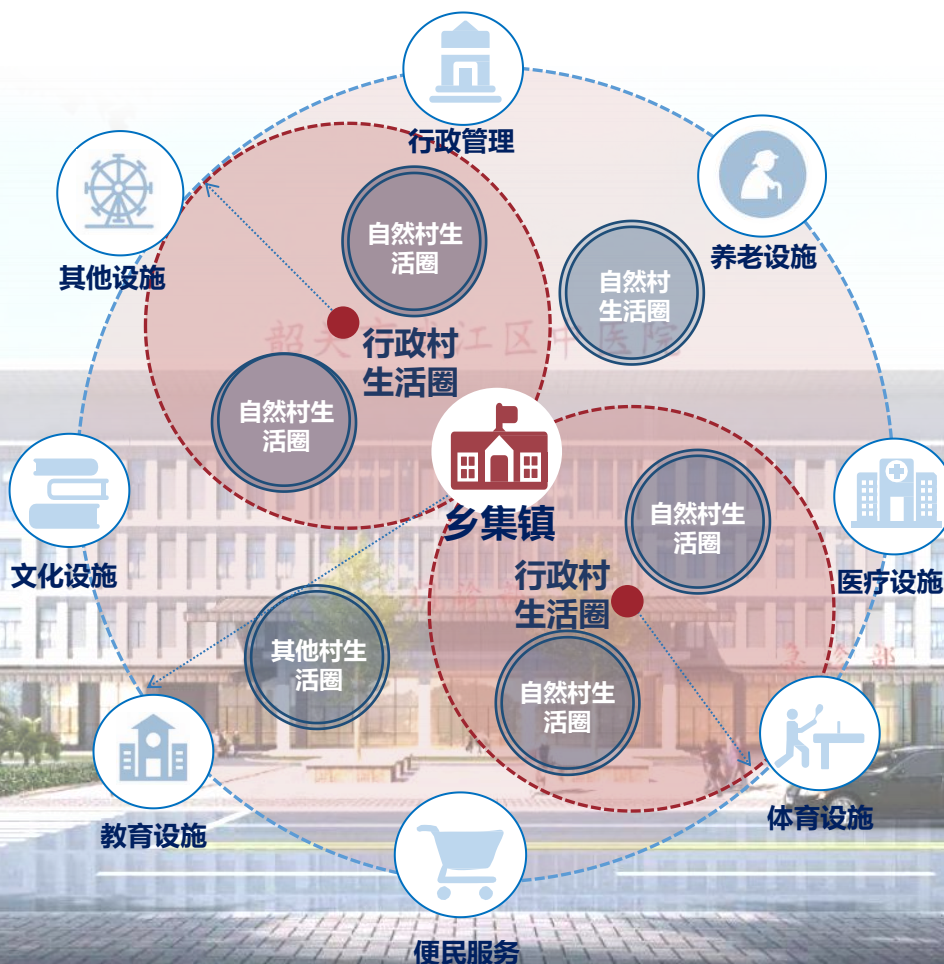 行政管理
养老设施
其他设施
自然村生
活圈
自然村
生活圈
行政村
生活圈
自然村生
活圈
乡集镇
自然村生
活圈
文化设施
医疗设施
行政村
生活圈
其他村生
活圈
自然村生
活圈
教育设施
体育设施
便民服务